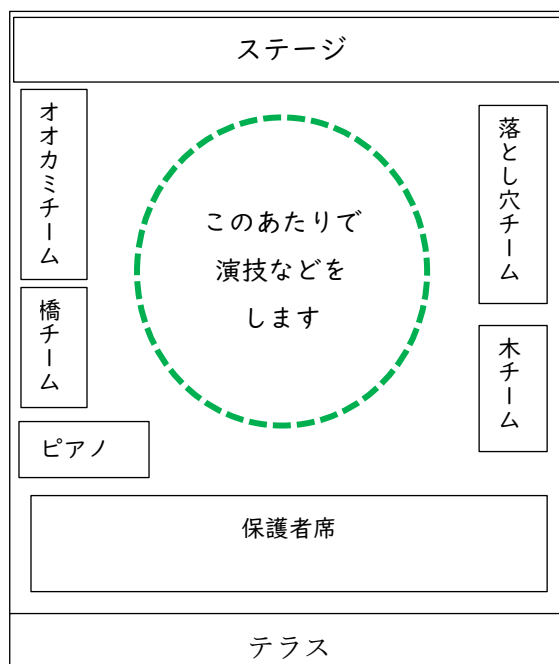 ステージ
オオカミチーム
落とし穴チーム
このあたりで
演技などを
します
橋チーム
木チーム
ピアノ
保護者席
テラス